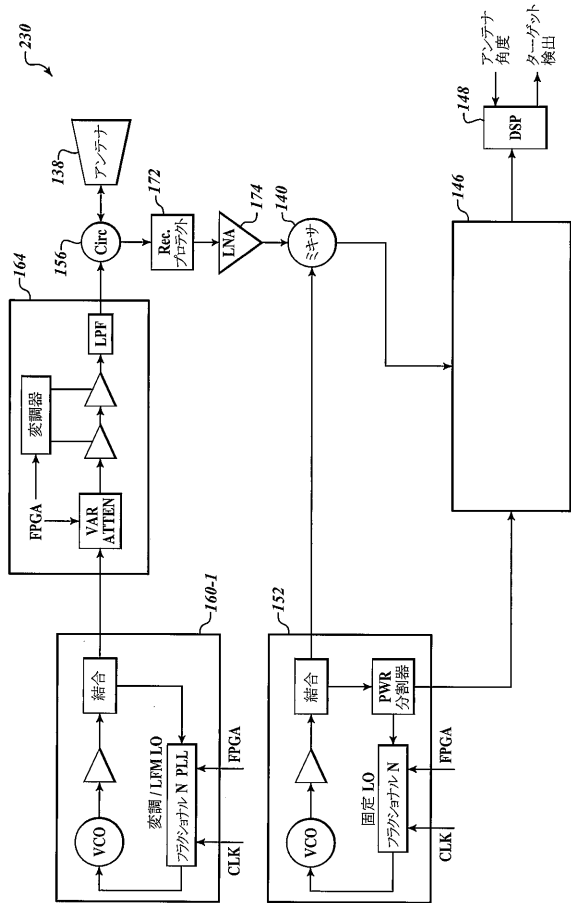 230
138
アンテナ
156
Circ
172
Rec.
プロテクト
174
LNA
140
ミキサ
164
変調器
FPGA
VAR
ATTEN
LPF
160-1
結合
VCO
変調 / LFM LO
フラクショナル N PLL
CLK
FPGA
152
結合
PWR
分割器
VCO
固定 LO
フラクショナル N
CLK
FPGA
146
148
DSP
アンテナ
角度
ターゲット
検出